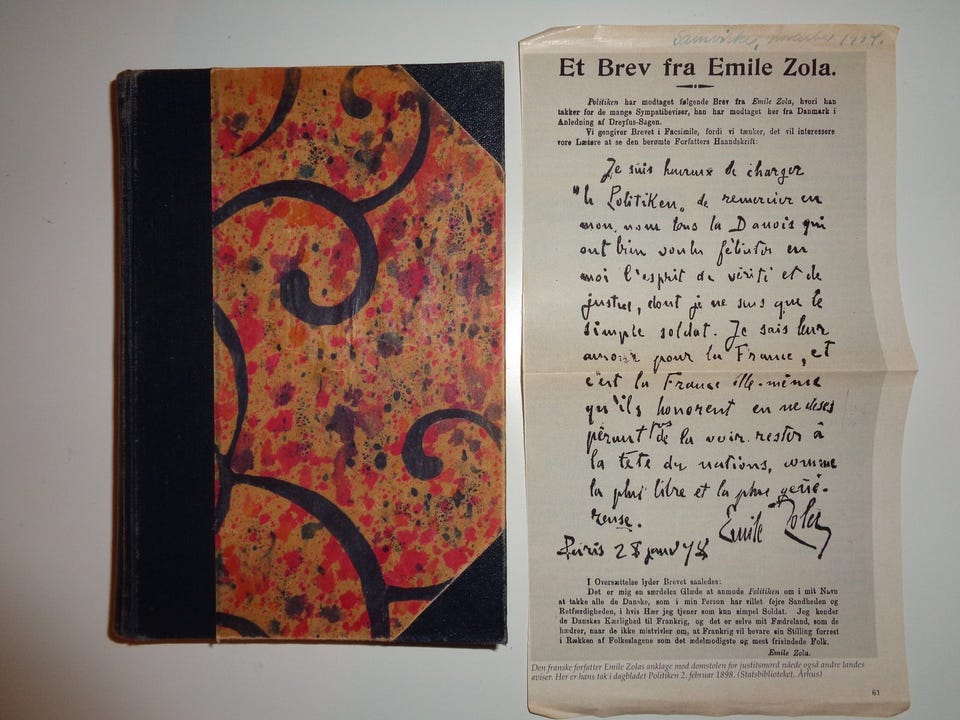 Samvirke, november 1994.
Et Brev fra Emile Zola.
Politiken har modtaget følgende Brev fra Emile Zola, hvori han
takker for de mange Sympatibeviser, han har modtaget her fra Danmark i
Anledning af Dreyfus-Sagen.
Vi gengiver Brevet i Facsimile, fordi vi tænker, det vil interessere
vore Læsere at se den berømte Forfatters Haandskrift:
Je suis heureux de charger
"le Politiken" de remercier en
mon nom tous les Danois qui
ont bien voulu féliciter en
moi l'esprit de vérité et de
justice, dont je ne suis que le
simple soldat. Je sais leur
amour pour la France, et
c'est la France elle-même
qu'ils honorent en ne déses
pérant pas de la voir rester à
la tête des nations, comme
la plus libre et la plus géné-
reuse.
Emile Zola
Paris 28 janv 98
I Oversættelse lyder Brevet saaledes:
Det er mig en særdeles Glæde at anmode Politiken om i mit Navn
at takke alle de Danske, som i min Person har villet fejre Sandheden og
Retfærdigheden, i hvis Hær jeg tjener som kun simpel Soldat. Jeg kender
de Danskes Kærlighed til Frankrig, og det er selve mit Fædreland, som de
hædrer, naar de ikke mistvivler om, at Frankrig vil bevare sin Stilling forrest
i Rækken af Folkeslagene som det ædelmodigste og mest frisindede Folk.
Emile Zola.
Den franske forfatter Emile Zolas anklage mod domstolen for justitsmord nåede også andre landes
aviser. Her er hans tak i dagbladet Politiken 2. februar 1898. (Statsbiblioteket, Århus)
61